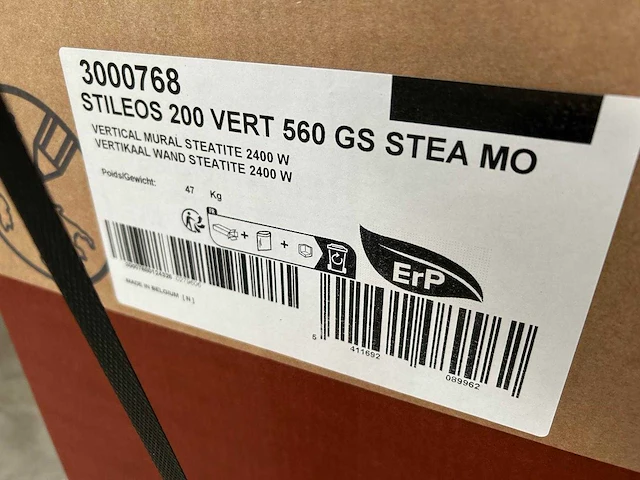 3000768
STILEOS 200 VERT 560 GS STEA MO
VERTICAL MURAL STEATITE 2400 W
VERTIKAAL WAND STEATITE 2400 W
Poids/Gewicht: 47 Kg
FR
+ +
ErP
MADE IN BELGIUM [ N ]
5 411692 089962